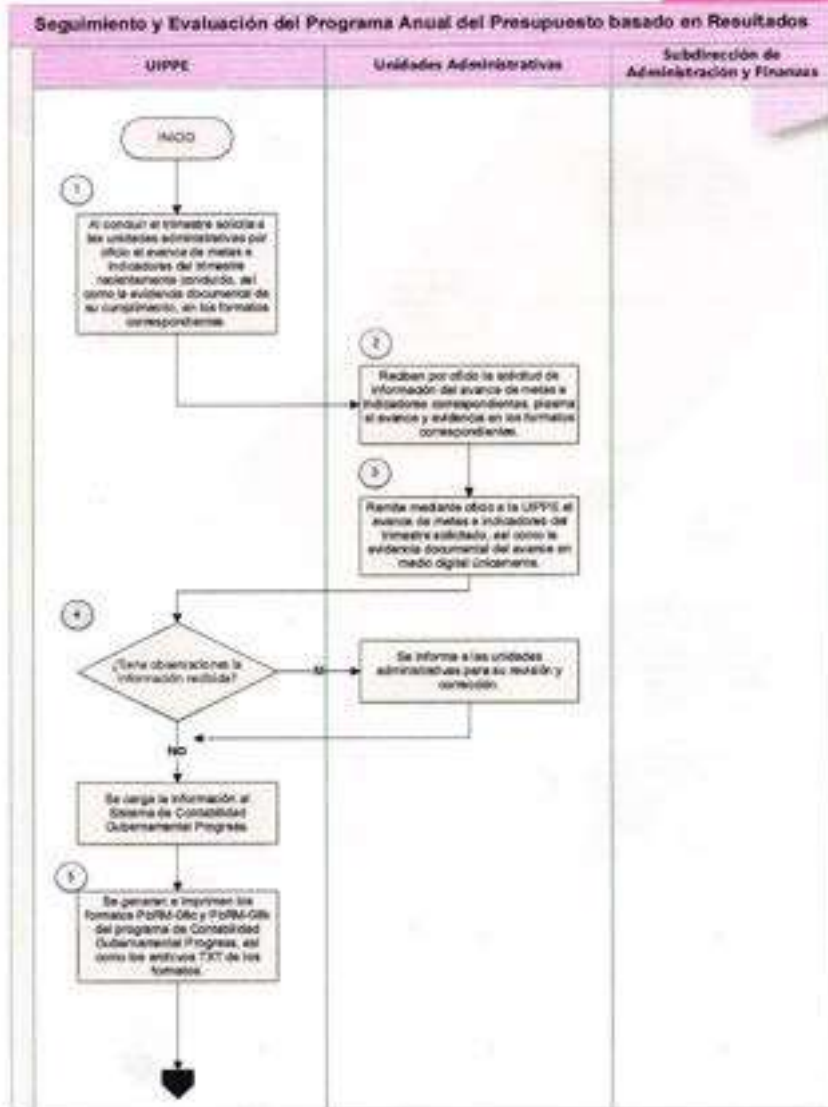 Seguimiento y Evaluación del Programa Anual del Presupuesto basado en Resultados
UIPPE
Unidades Administrativas
Subdirección de
Administración y Finanzas
INICIO
1
Al concluir el trimestre solicita a
las unidades administrativas por
oficio el avance de metas e
indicadores del trimestre
recientemente concluido, así
como la evidencia documental de
su cumplimiento, en los formatos
correspondientes.
2
Reciben por oficio la solicitud de
información del avance de metas e
indicadores correspondientes, plasma
el avance y evidencia en los formatos
correspondientes.
3
Remite mediante oficio a la UIPPE el
avance de metas e indicadores del
trimestre solicitado, así como la
evidencia documental del avance en
medio digital únicamente.
4
¿Tiene observaciones la
información recibida?
Se informa a las unidades
administrativas para su revisión y
corrección.
NO
Se carga la información al
Sistema de Contabilidad
Gubernamental Progress
5
Se generan e imprimen los
formatos PbRM-08c y
del programa de Contabilidad
Gubernamental Progress, así
como los archivos TXT de los
formatos.